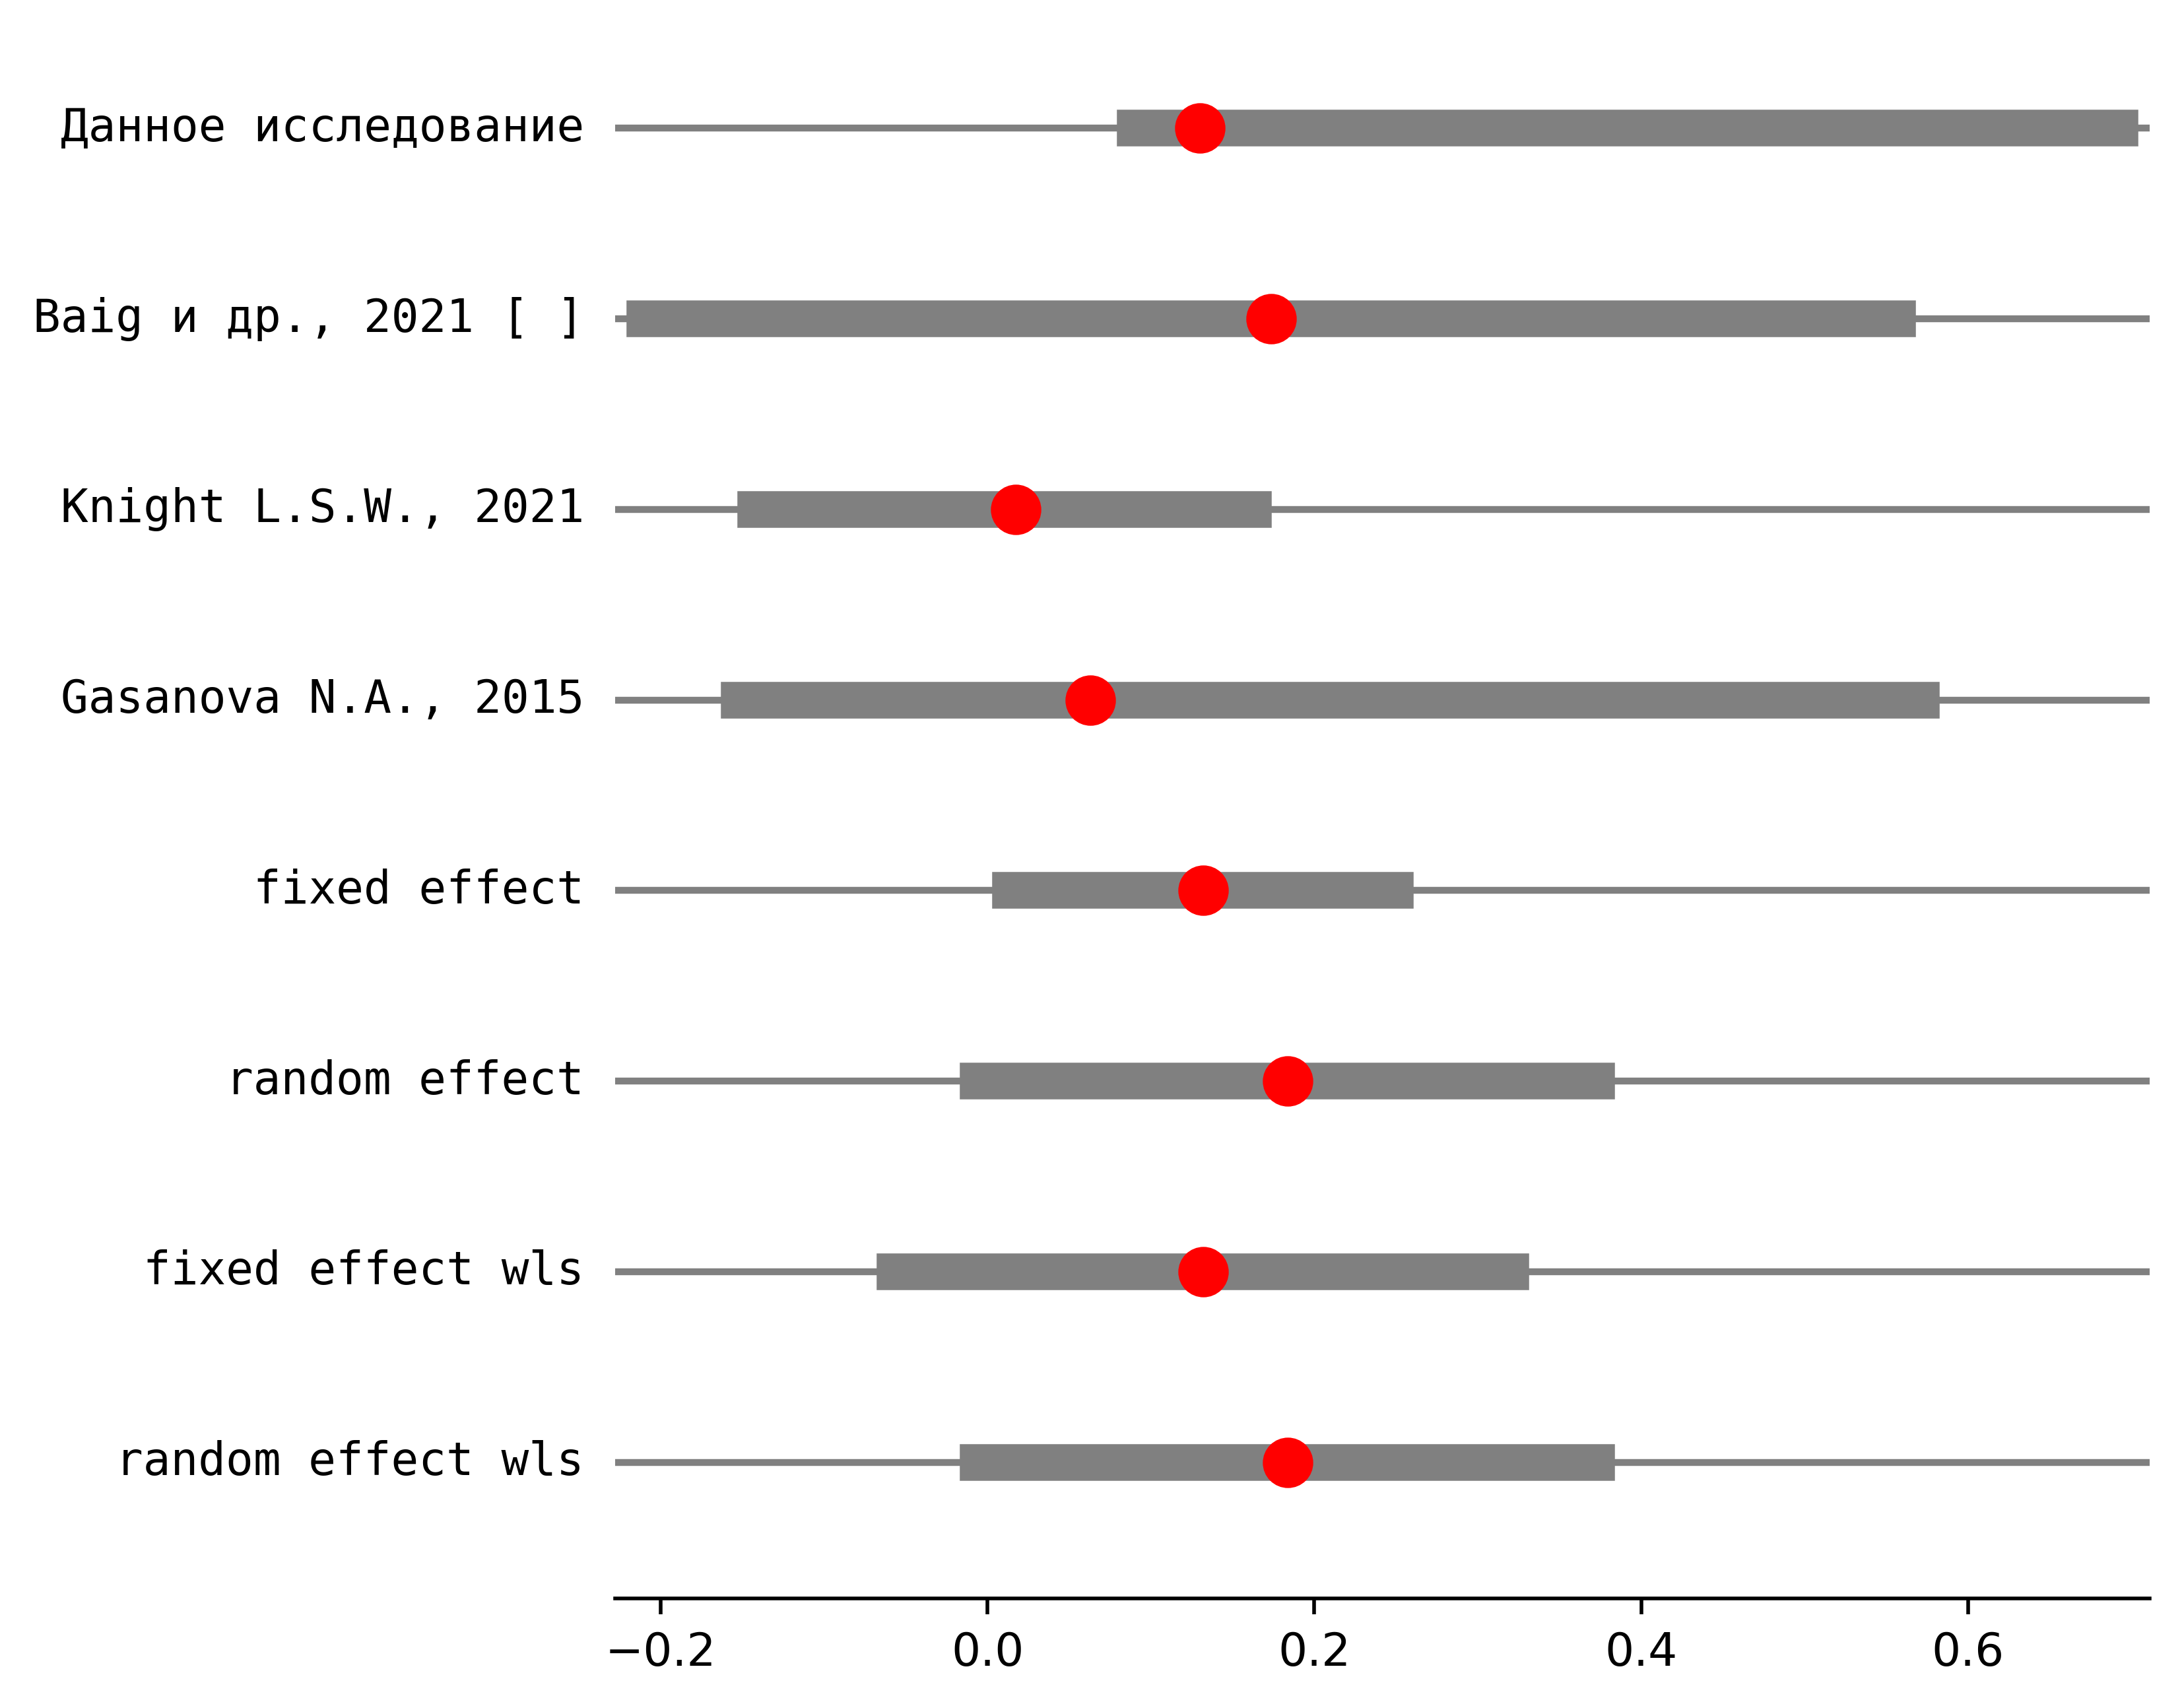 Данное исследование
Baig и др., 2021 [ ]
Knight L.S.W., 2021
Gasanova N.A., 2015
fixed effect
random effect
fixed effect wls
random effect wls
−0.2 0.0 0.2 0.4 0.6